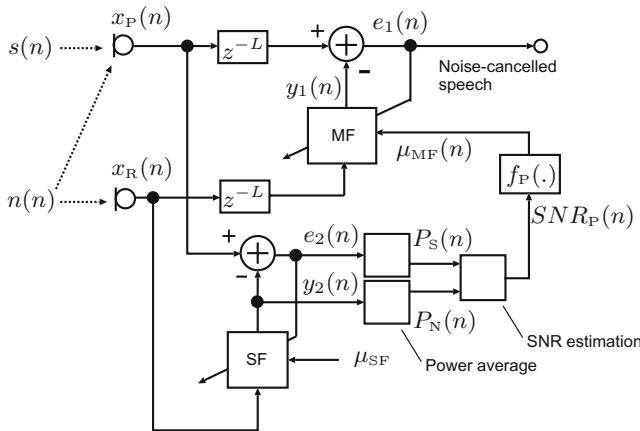 x_P(n)
s(n)
z^{-L}
+
+
−
e_1(n)
Noise-cancelled
speech
y_1(n)
MF
μ_MF(n)
x_R(n)
n(n)
z^{-L}
f_P(.)
SNR_P(n)
+
+
−
e_2(n)
P_S(n)
y_2(n)
P_N(n)
SF
μ_SF
SNR estimation
Power average